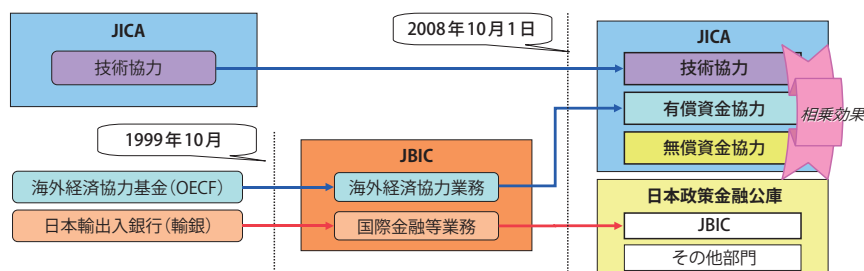 JICA
技術協力
2008年10月1日
JICA
技術協力
有償資金協力
無償資金協力
相乗効果
1999年10月
海外経済協力基金(OECF)
日本輸出入銀行(輸銀)
JBIC
海外経済協力業務
国際金融等業務
日本政策金融公庫
JBIC
その他部門